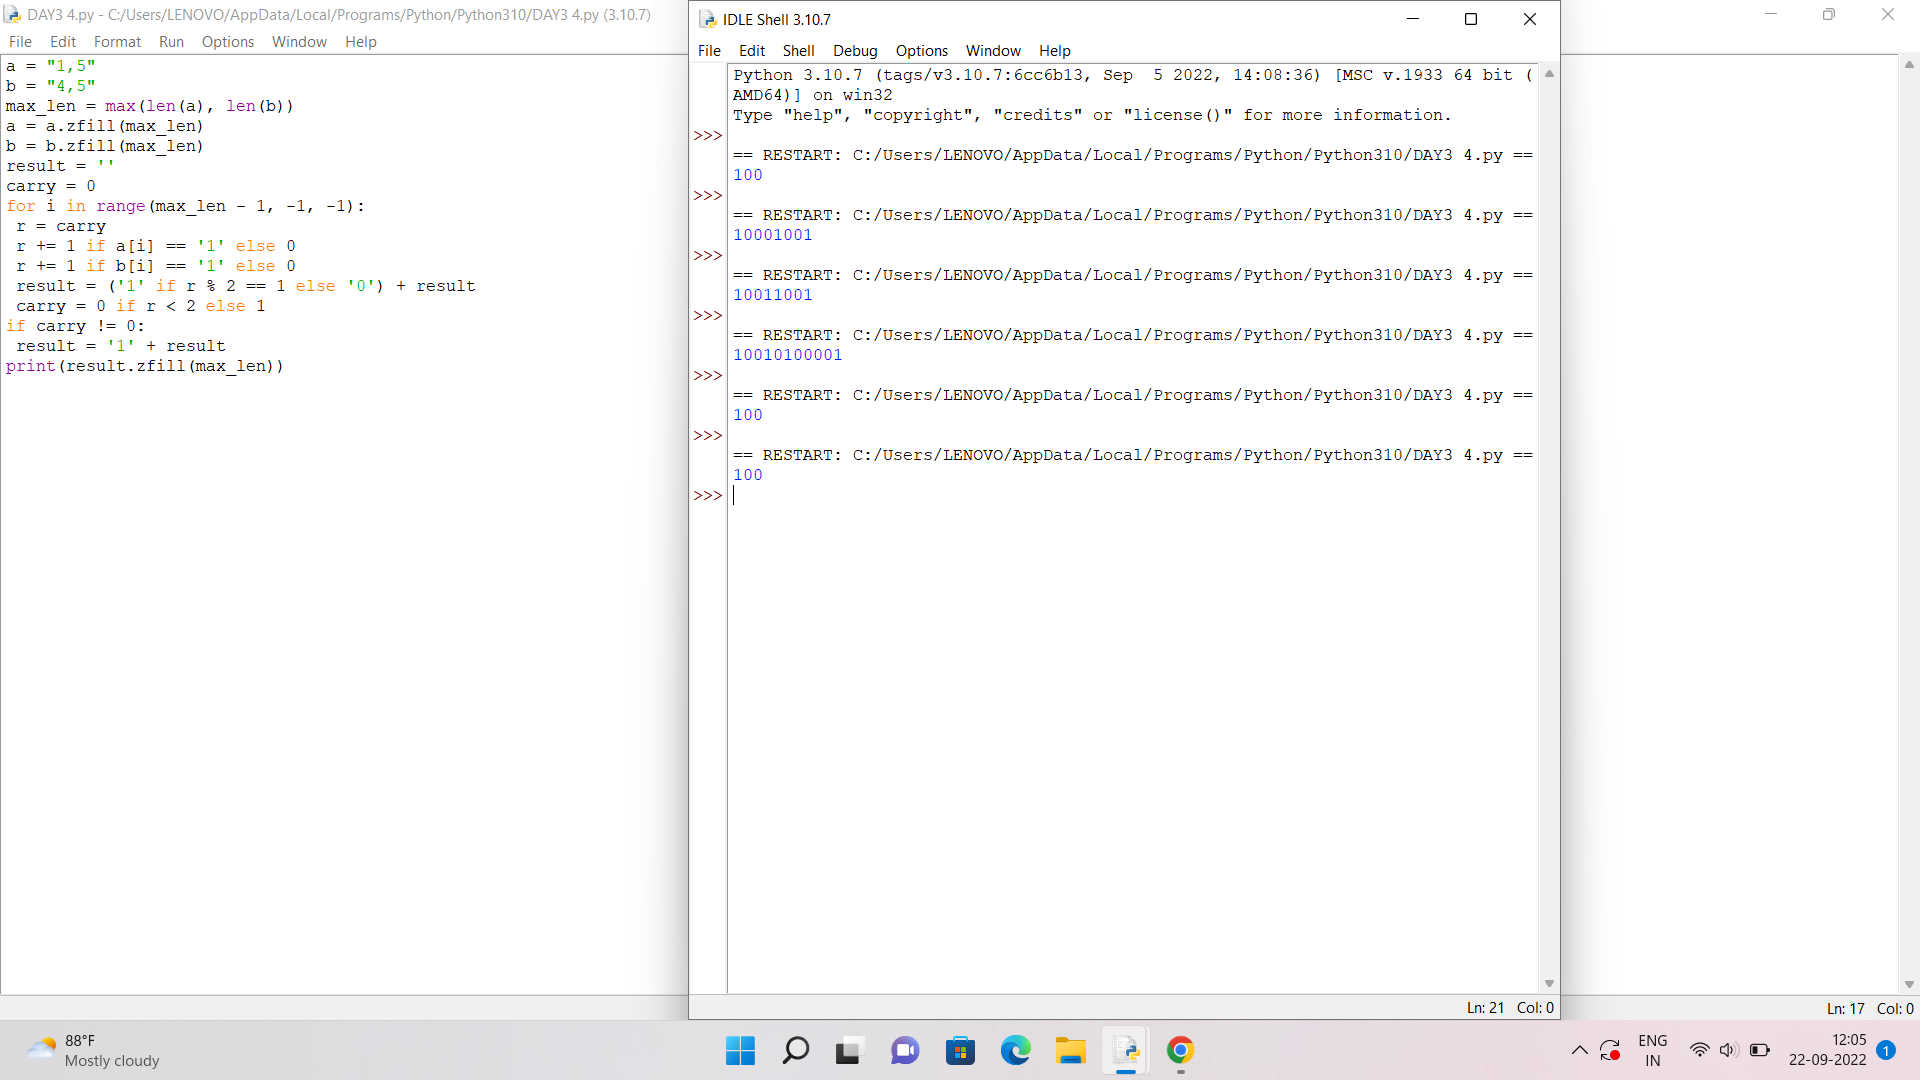 DAY3 4.py - C:/Users/LENOVO/AppData/Local/Programs/Python/Python310/DAY3 4.py (3.10.7)
File Edit Format Run Options Window Help
a = "1,5"
b = "4,5"
max_len = max(len(a), len(b))
a = a.zfill(max_len)
b = b.zfill(max_len)
result = ''
carry = 0
for i in range(max_len - 1, -1, -1):
 r = carry
 r += 1 if a[i] == '1' else 0
 r += 1 if b[i] == '1' else 0
 result = ('1' if r % 2 == 1 else '0') + result
 carry = 0 if r < 2 else 1
if carry != 0:
 result = '1' + result
print(result.zfill(max_len))
IDLE Shell 3.10.7
File Edit Shell Debug Options Window Help
Python 3.10.7 (tags/v3.10.7:6cc6b13, Sep  5 2022, 14:08:36) [MSC v.1933 64 bit (
AMD64)] on win32
Type "help", "copyright", "credits" or "license()" for more information.
>>>
== RESTART: C:/Users/LENOVO/AppData/Local/Programs/Python/Python310/DAY3 4.py ==
100
>>>
== RESTART: C:/Users/LENOVO/AppData/Local/Programs/Python/Python310/DAY3 4.py ==
10001001
>>>
== RESTART: C:/Users/LENOVO/AppData/Local/Programs/Python/Python310/DAY3 4.py ==
10011001
>>>
== RESTART: C:/Users/LENOVO/AppData/Local/Programs/Python/Python310/DAY3 4.py ==
10010100001
>>>
== RESTART: C:/Users/LENOVO/AppData/Local/Programs/Python/Python310/DAY3 4.py ==
100
>>>
== RESTART: C:/Users/LENOVO/AppData/Local/Programs/Python/Python310/DAY3 4.py ==
100
>>>
Ln: 21 Col: 0
Ln: 17 Col: 0
88°F
Mostly cloudy
ENG
IN
12:05
22-09-2022
1